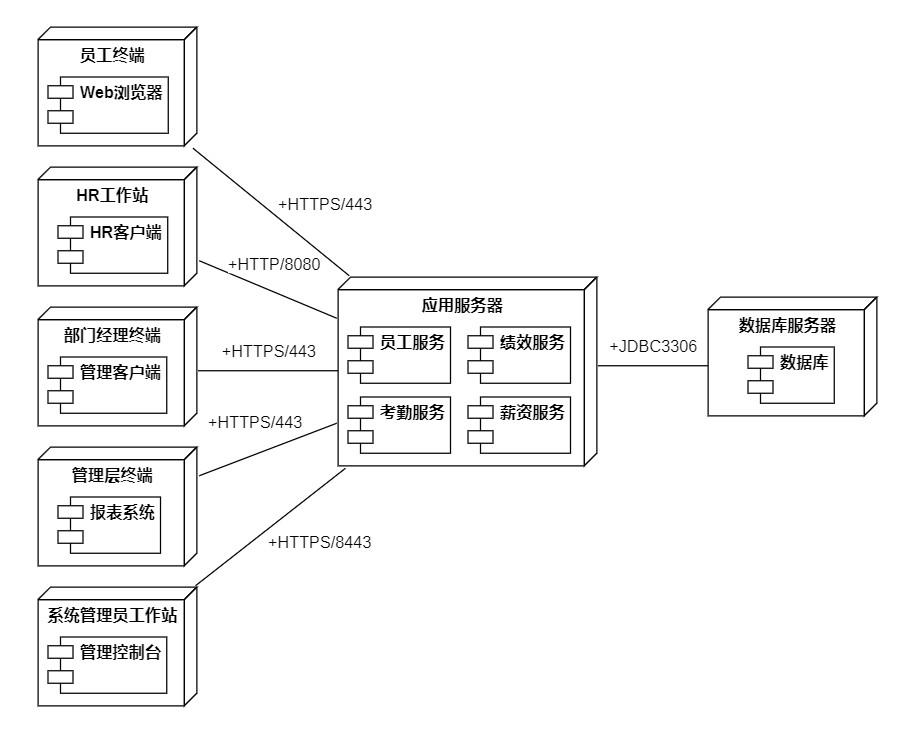 员工终端
Web浏览器
+HTTPS/443
HR工作站
HR客户端
+HTTP/8080
部门经理终端
管理客户端
+HTTPS/443
管理层终端
报表系统
+HTTPS/443
系统管理员工作站
管理控制台
+HTTPS/8443
应用服务器
员工服务
绩效服务
考勤服务
薪资服务
+JDBC3306
数据库服务器
数据库